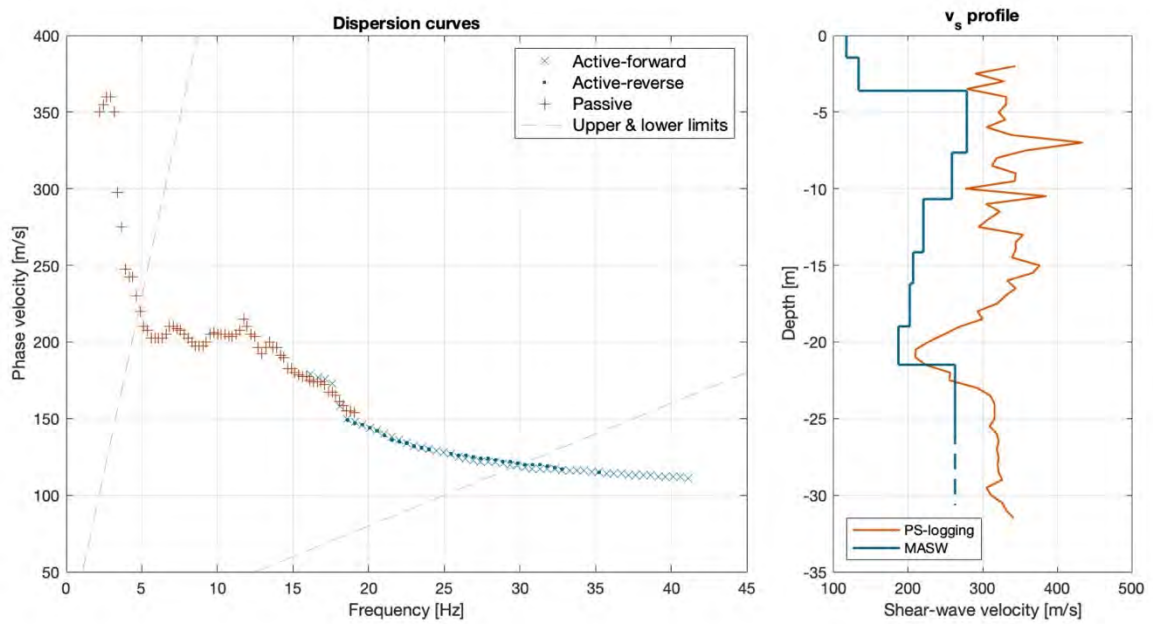 Dispersion curves
400
350
300
250
200
150
100
50
Phase velocity [m/s]
0
5
10
15
20
25
30
35
40
45
Frequency [Hz]
Active-forward
Active-reverse
Passive
Upper & lower limits
v_s profile
0
-5
-10
-15
-20
-25
-30
-35
Depth [m]
100
200
300
400
500
Shear-wave velocity [m/s]
PS-logging
MASW